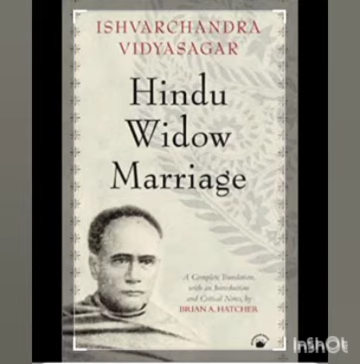 ISHVARCHANDRA
VIDYASAGAR
Hindu
Widow
Marriage
A Complete Translation,
with an Introduction
and Critical Notes, by
BRIAN A. HATCHER
InShOt